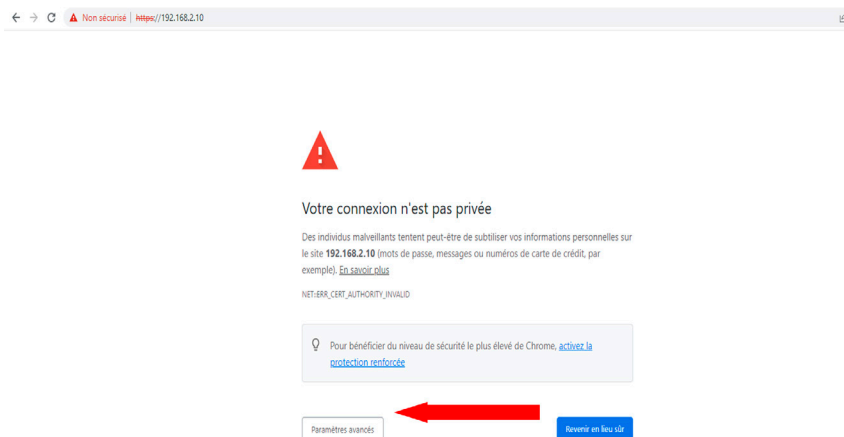 Non sécurisé | https://192.168.2.10
Votre connexion n'est pas privée
Des individus malveillants tentent peut-être de subtiliser vos informations personnelles sur
le site 192.168.2.10 (mots de passe, messages ou numéros de carte de crédit, par
exemple). En savoir plus
NET::ERR_CERT_AUTHORITY_INVALID
Pour bénéficier du niveau de sécurité le plus élevé de Chrome, activez la
protection renforcée
Paramètres avancés
Revenir en lieu sûr